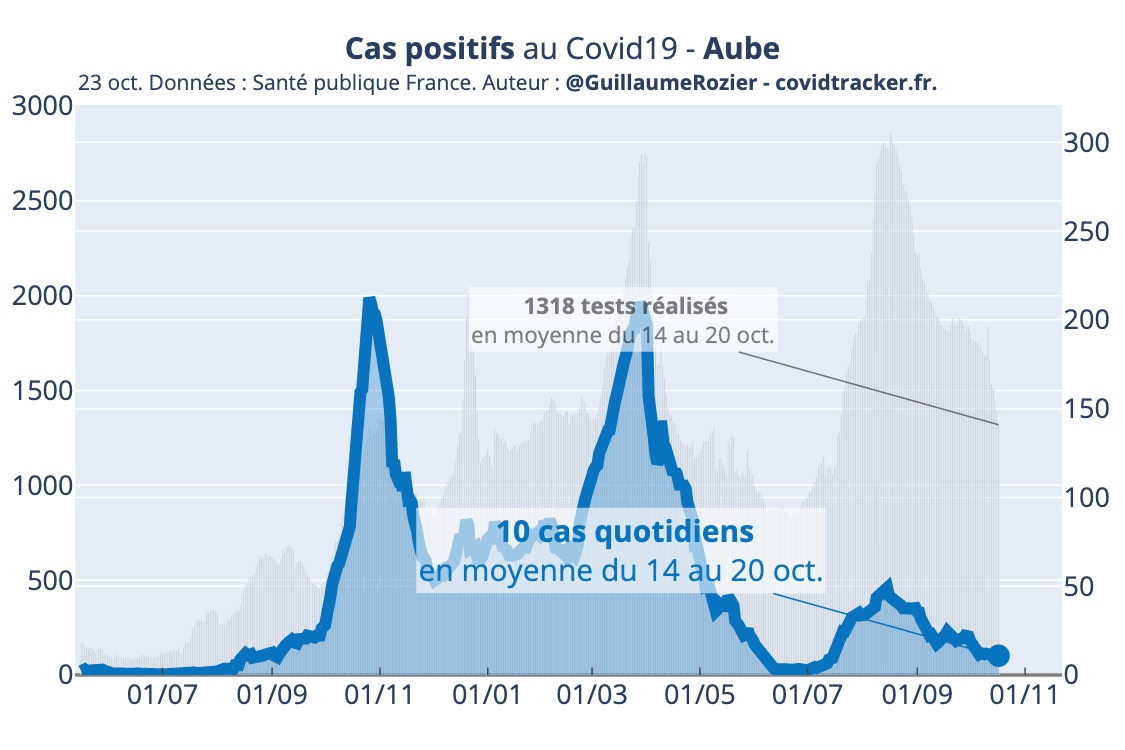 Cas positifs au Covid19 - Aube
23 oct. Données : Santé publique France. Auteur : @GuillaumeRozier - covidtracker.fr.
3000
2500
2000
1500
1000
500
0
300
250
200
150
100
50
0
1318 tests réalisés
en moyenne du 14 au 20 oct.
10 cas quotidiens
en moyenne du 14 au 20 oct.
01/07 01/09 01/11 01/01 01/03 01/05 01/07 01/09 01/11